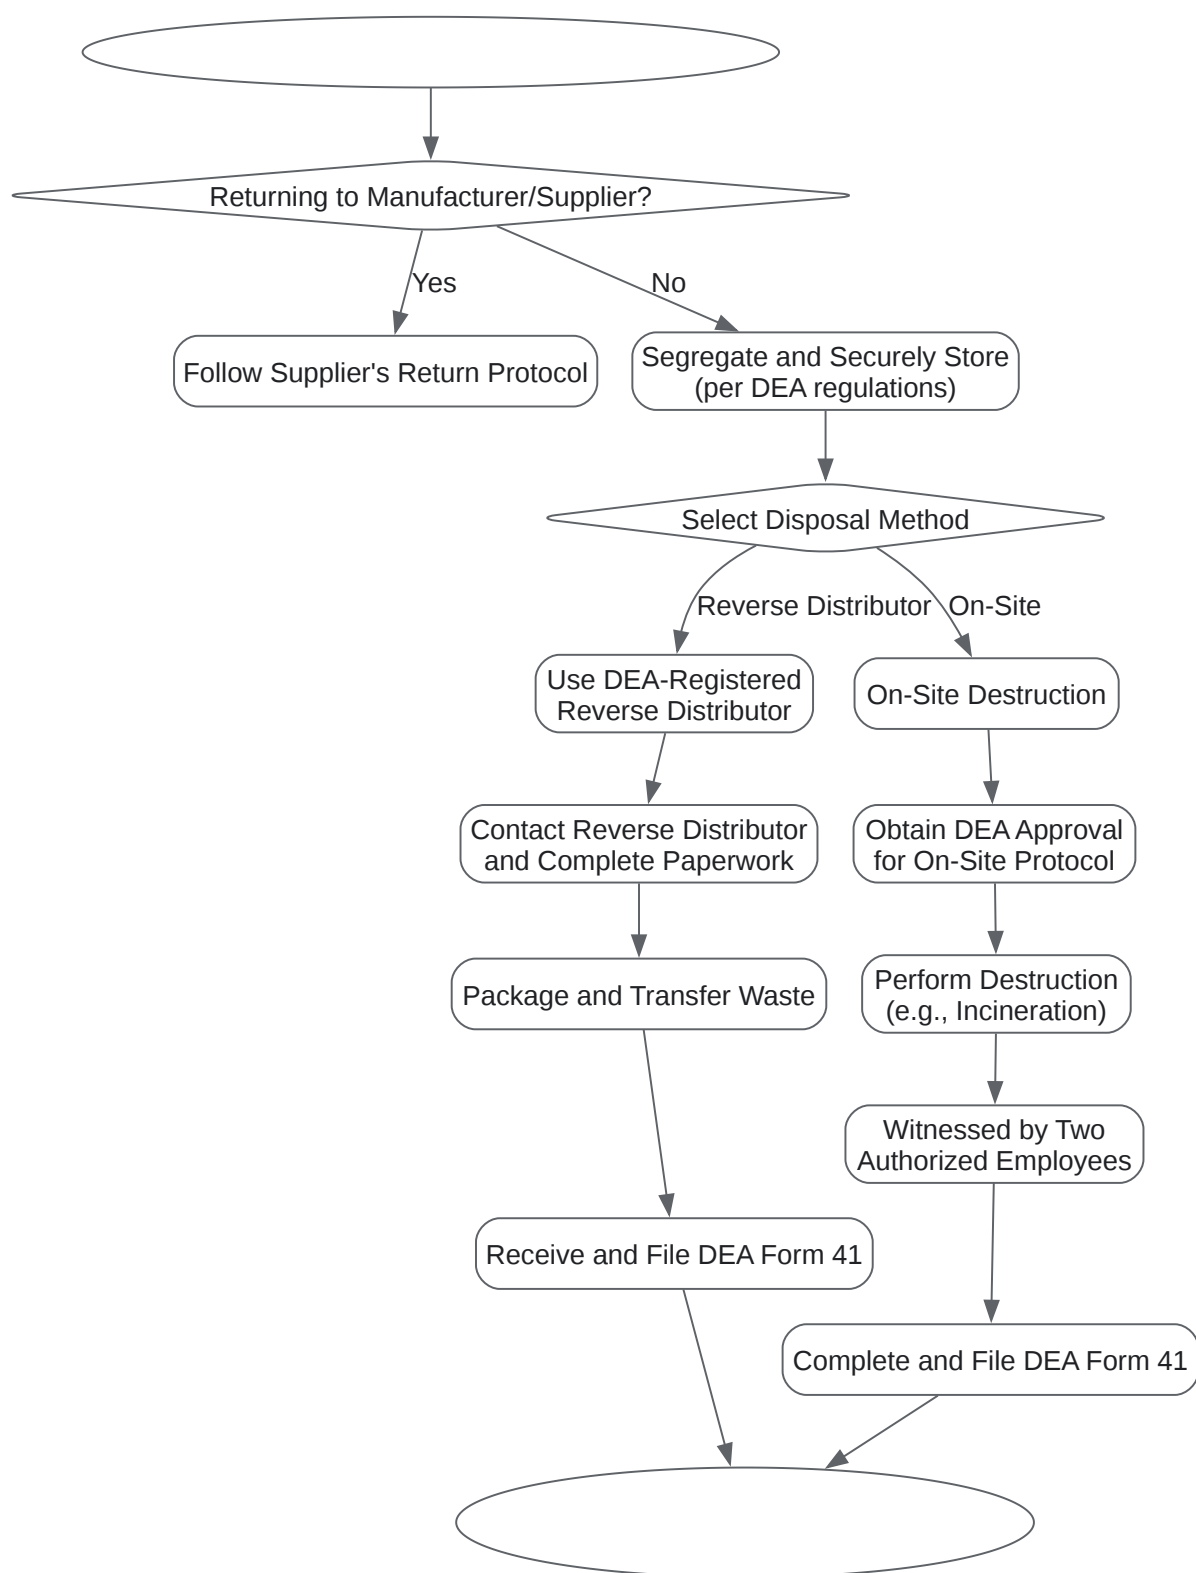 Returning to Manufacturer/Supplier?
Yes
No
Follow Supplier's Return Protocol
Segregate and Securely Store
(per DEA regulations)
Select Disposal Method
Reverse Distributor
On-Site
Use DEA-Registered
Reverse Distributor
On-Site Destruction
Contact Reverse Distributor
and Complete Paperwork
Obtain DEA Approval
for On-Site Protocol
Package and Transfer Waste
Perform Destruction
(e.g., Incineration)
Witnessed by Two
Authorized Employees
Receive and File DEA Form 41
Complete and File DEA Form 41